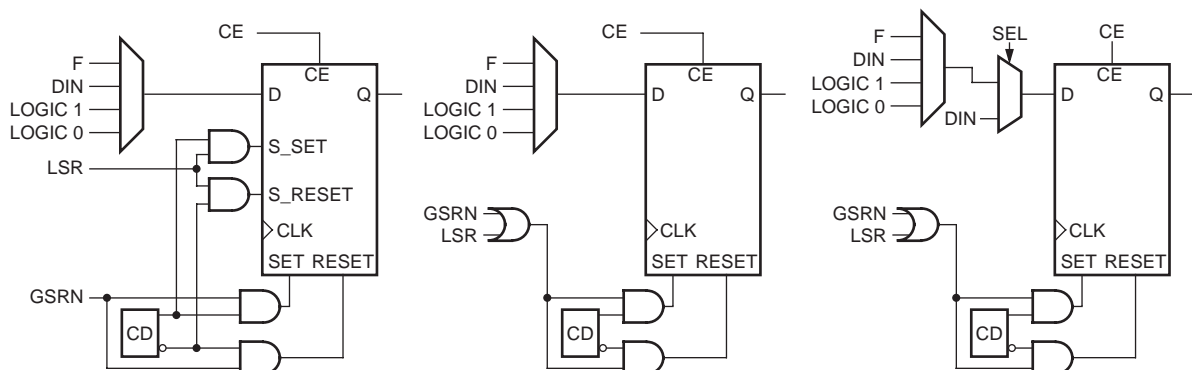 CE
F
DIN
LOGIC 1
LOGIC 0
CE
D
Q
S_SET
LSR
S_RESET
CLK
SET RESET
GSRN
CD
CE
F
DIN
LOGIC 1
LOGIC 0
CE
D
Q
GSRN
LSR
CLK
SET RESET
CD
F
DIN
LOGIC 1
LOGIC 0
SEL
DIN
CE
CE
D
Q
GSRN
LSR
CLK
SET RESET
CD